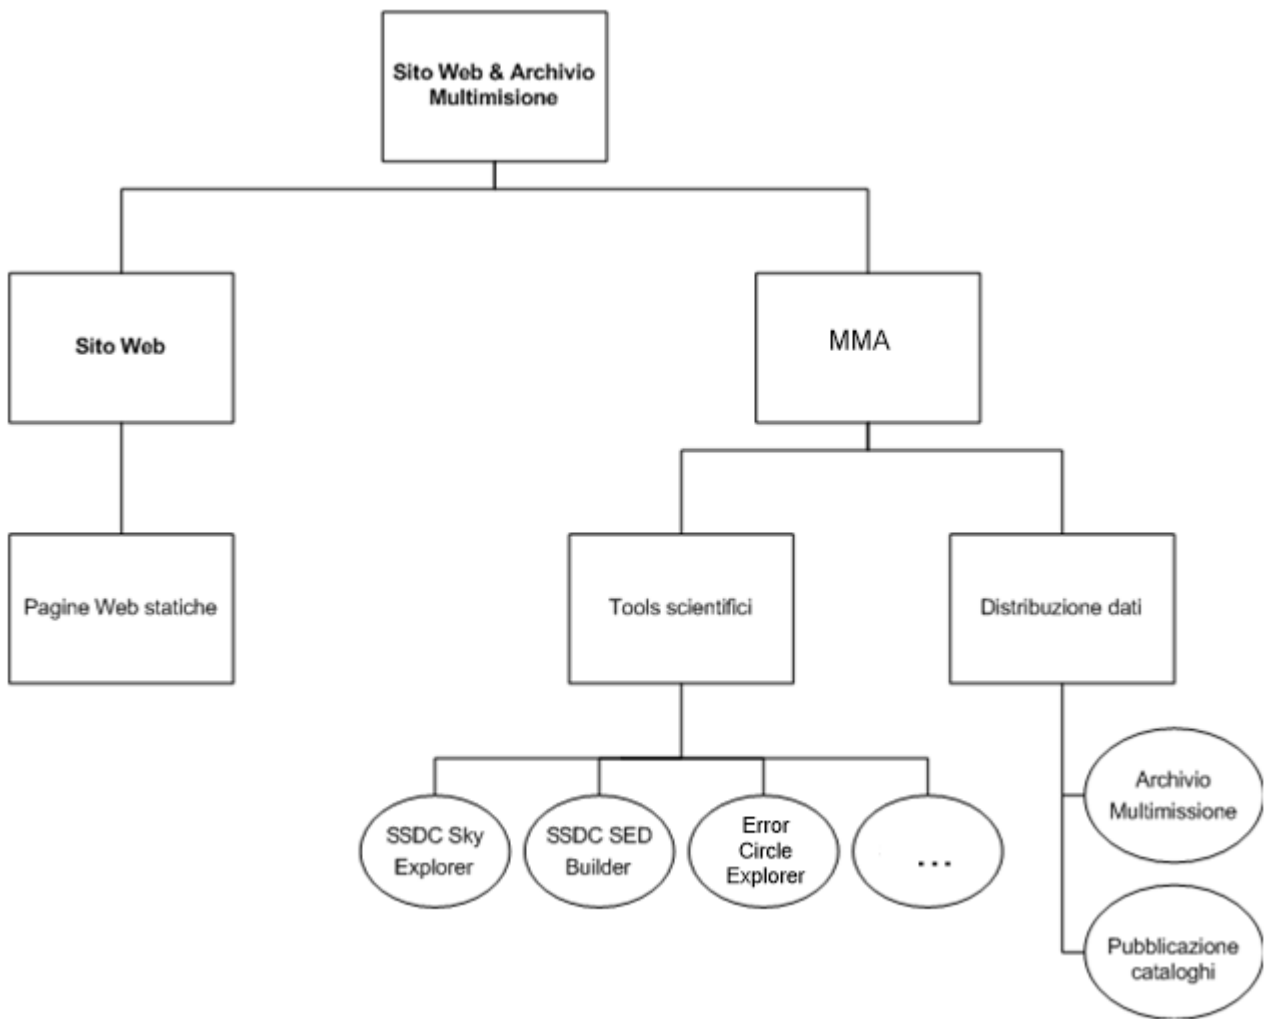 Sito Web & Archivio
Multimisione
Sito Web
MMA
Pagine Web statiche
Tools scientifici
Distribuzione dati
SSDC Sky
Explorer
SSDC SED
Builder
Error
Circle
Explorer
...
Archivio
Multimissione
Pubblicazione
cataloghi